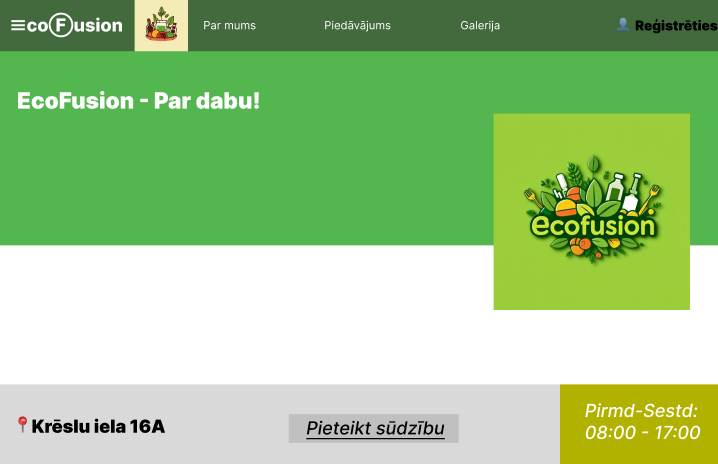 coFusion
Par mums
Piedāvājums
Galerija
Reģistrēties
EcoFusion - Par dabu!
ecofusion
Krēslu iela 16A
Pieteikt sūdzību
Pirmd-Sestd:
08:00 - 17:00